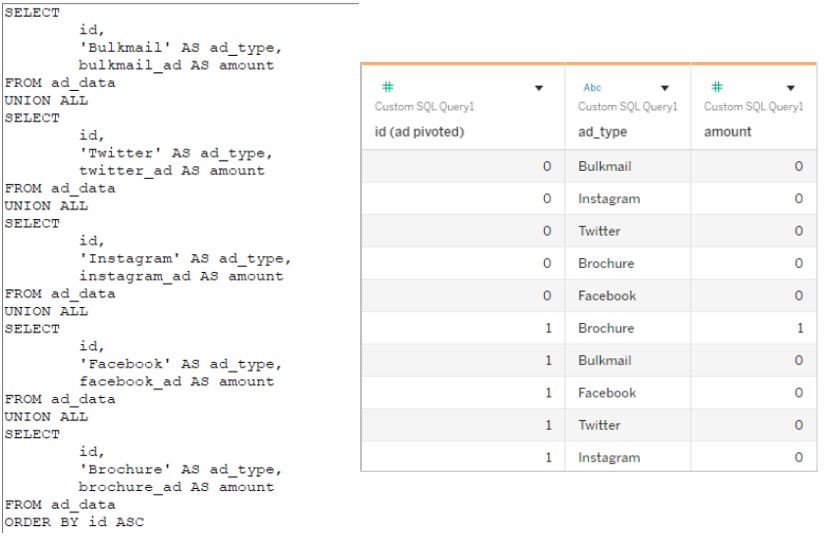 SELECT
id,
'Bulkmail' AS ad_type,
bulkmail_ad AS amount
FROM ad_data
UNION ALL
SELECT
id,
'Twitter' AS ad_type,
twitter_ad AS amount
FROM ad_data
UNION ALL
SELECT
id,
'Instagram' AS ad_type,
instagram_ad AS amount
FROM ad_data
UNION ALL
SELECT
id,
'Facebook' AS ad_type,
facebook_ad AS amount
FROM ad_data
UNION ALL
SELECT
id,
'Brochure' AS ad_type,
brochure_ad AS amount
FROM ad_data
ORDER BY id ASC
# Abc #
Custom SQL Query1 Custom SQL Query1 Custom SQL Query1
id (ad pivoted) ad_type amount
0 Bulkmail 0
0 Instagram 0
0 Twitter 0
0 Brochure 0
0 Facebook 0
1 Brochure 1
1 Bulkmail 0
1 Facebook 0
1 Twitter 0
1 Instagram 0